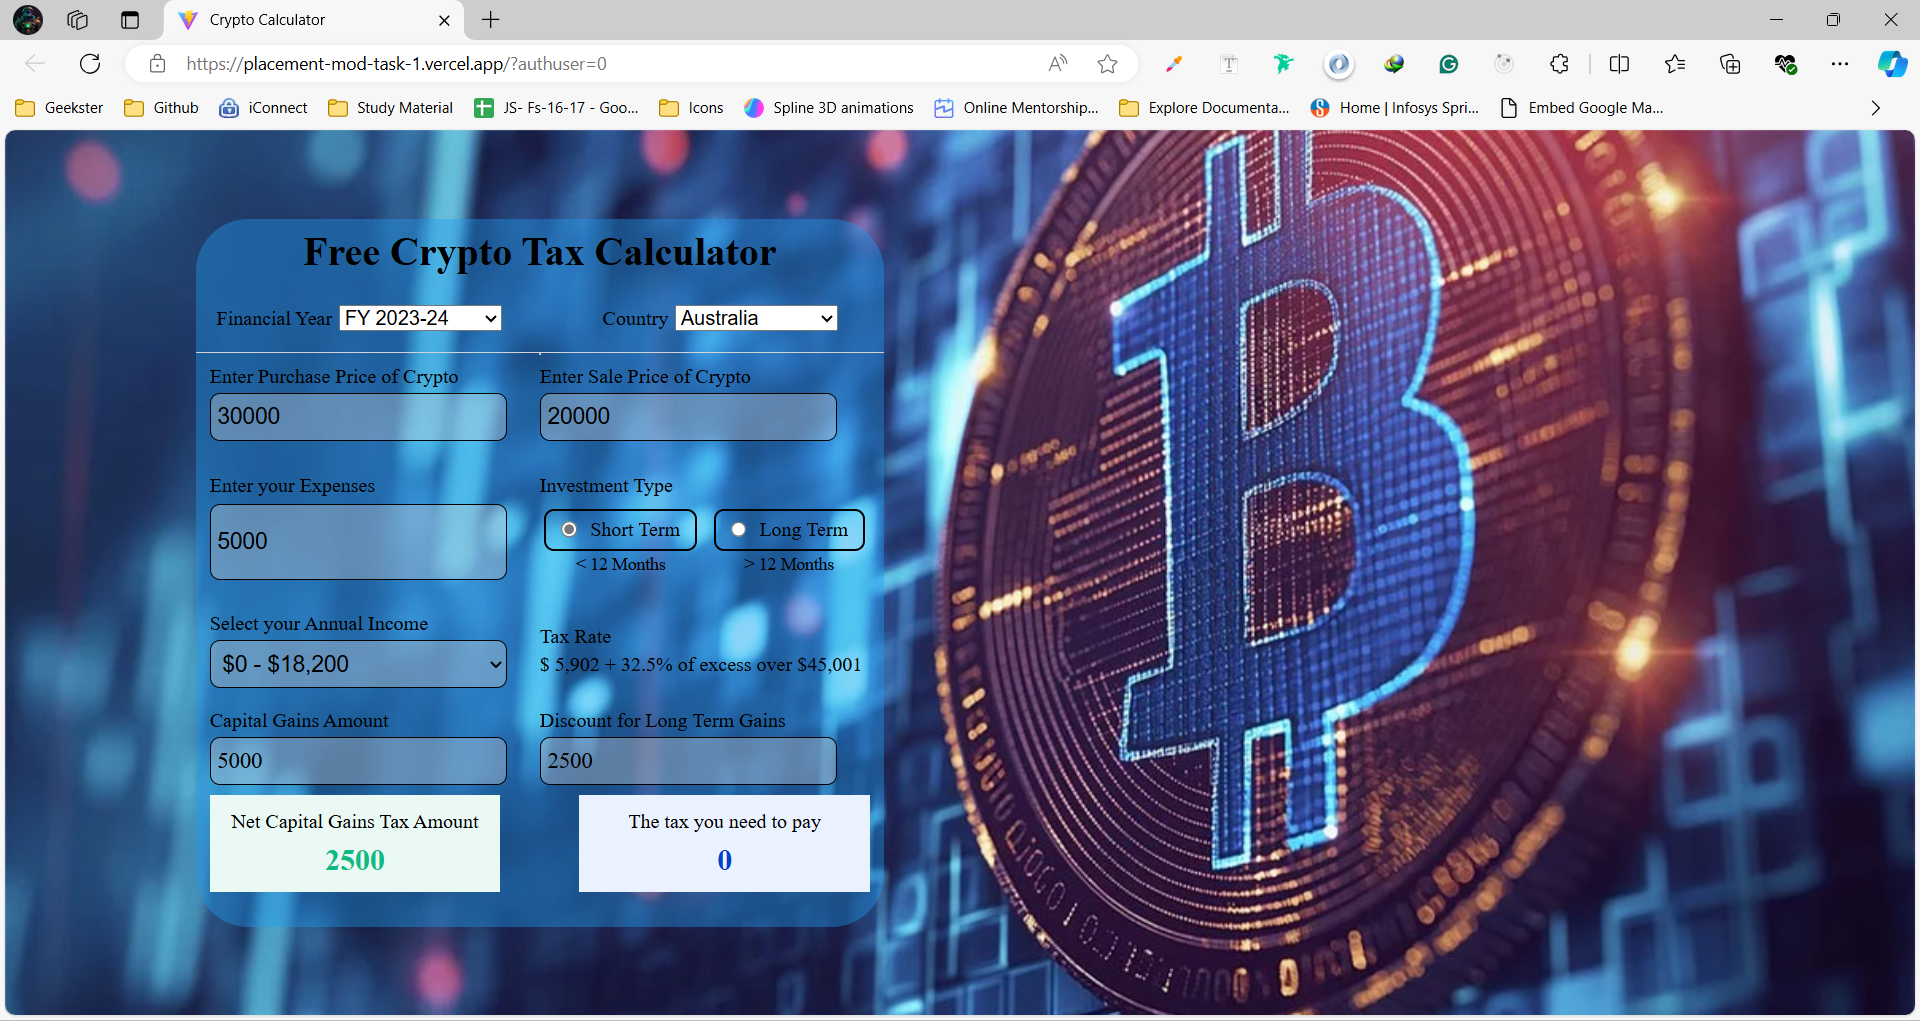 Crypto Calculator
https://placement-mod-task-1.vercel.app/?authuser=0
Geekster Github iConnect Study Material JS- Fs-16-17 - Goo... Icons Spline 3D animations Online Mentorship... Explore Documenta... Home | Infosys Spri... Embed Google Ma...
Free Crypto Tax Calculator
Financial Year FY 2023-24 Country Australia
Enter Purchase Price of Crypto Enter Sale Price of Crypto
30000 20000
Enter your Expenses Investment Type
5000 Short Term Long Term
< 12 Months > 12 Months
Select your Annual Income
$0 - $18,200
Tax Rate
$ 5,902 + 32.5% of excess over $45,001
Capital Gains Amount Discount for Long Term Gains
5000 2500
Net Capital Gains Tax Amount The tax you need to pay
2500 0